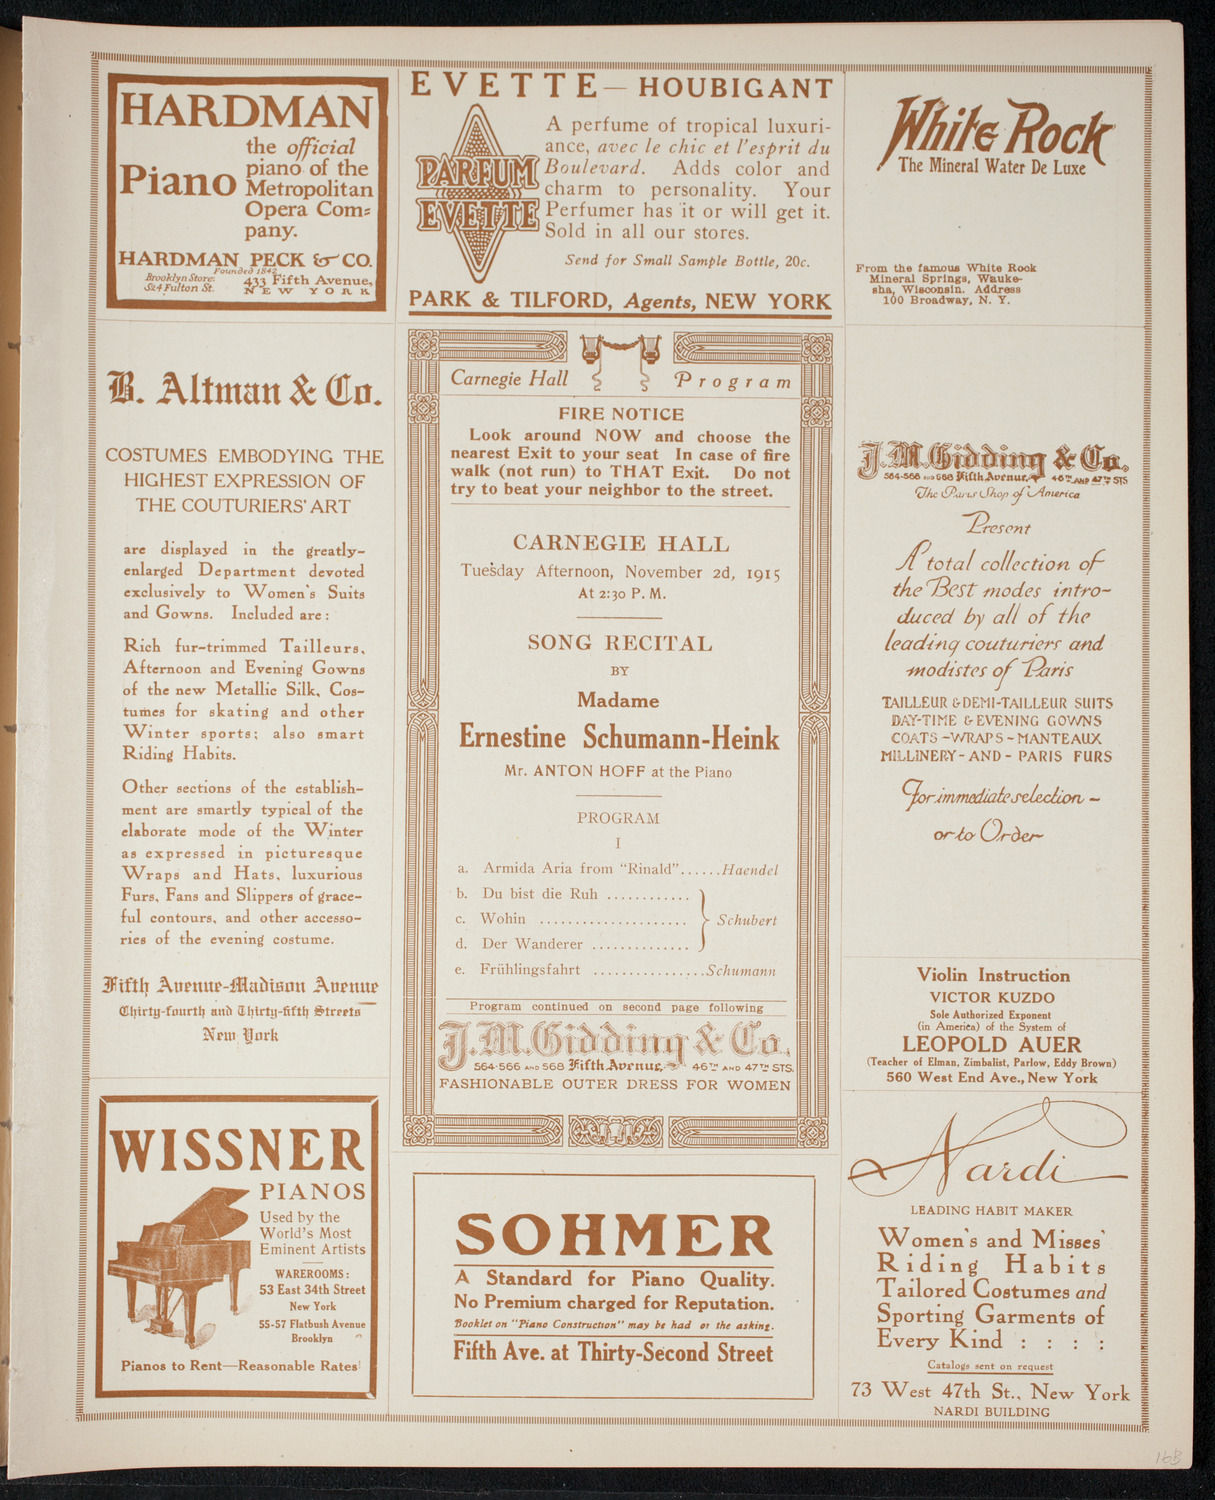 HARDMAN
Piano
the official
piano of the
Metropolitan
Opera Com=
pany.
HARDMAN PECK & CO.
Founded 1842
Brooklyn Store:
524 Fulton St.
433 Fifth Avenue,
NEW YORK
EVETTE—HOUBIGANT
PARFUM
EVETTE
A perfume of tropical luxuri-
ance, avec le chic et l'esprit du
Boulevard. Adds color and
charm to personality. Your
Perfumer has it or will get it.
Sold in all our stores.
Send for Small Sample Bottle, 20c.
PARK & TILFORD, Agents, NEW YORK
White Rock
The Mineral Water De Luxe
From the famous White Rock
Mineral Springs, Wauke-
sha, Wisconsin. Address
100 Broadway, N. Y.
B. Altman & Co.
COSTUMES EMBODYING THE
HIGHEST EXPRESSION OF
THE COUTURIERS' ART
are displayed in the greatly-
enlarged Department devoted
exclusively to Women's Suits
and Gowns. Included are:
Rich fur-trimmed Tailleurs,
Afternoon and Evening Gowns
of the new Metallic Silk, Cos-
tumes for skating and other
Winter sports; also smart
Riding Habits.
Other sections of the establish-
ment are smartly typical of the
elaborate mode of the Winter
as expressed in picturesque
Wraps and Hats, luxurious
Furs, Fans and Slippers of grace-
ful contours, and other accesso-
ries of the evening costume.
Fifth Avenue-Madison Avenue
Thirty-fourth and Thirty-fifth Streets
New York
WISSNER
PIANOS
Used by the
World's Most
Eminent Artists
WAREROOMS:
53 East 34th Street
New York
55-57 Flatbush Avenue
Brooklyn
Pianos to Rent—Reasonable Rates
Carnegie Hall Program
FIRE NOTICE
Look around NOW and choose the
nearest Exit to your seat In case of fire
walk (not run) to THAT Exit. Do not
try to beat your neighbor to the street.
CARNEGIE HALL
Tuesday Afternoon, November 2d, 1915
At 2:30 P. M.
SONG RECITAL
BY
Madame
Ernestine Schumann-Heink
Mr. ANTON HOFF at the Piano
PROGRAM
I
a. Armida Aria from "Rinald"......Haendel
b. Du bist die Ruh ............
c. Wohin ..................... Schubert
d. Der Wanderer ..............
e. Frühlingsfahrt ................Schumann
Program continued on second page following
J.M.Gidding & Co.
564-566 AND 568 Fifth Avenue, 46TH AND 47TH STS.
FASHIONABLE OUTER DRESS FOR WOMEN
SOHMER
A Standard for Piano Quality.
No Premium charged for Reputation.
Booklet on "Piano Construction" may be had or the asking.
Fifth Ave. at Thirty-Second Street
J.M.Gidding & Co.
564-566 AND 568 Fifth Avenue, 46TH AND 47TH STS
The Paris Shop of America
Present
A total collection of
the Best modes intro-
duced by all of the
leading couturiers and
modistes of Paris
TAILLEUR & DEMI-TAILLEUR SUITS
DAY-TIME & EVENING GOWNS
COATS ~WRAPS ~ MANTEAUX
MILLINERY - AND - PARIS FURS
For immediate selection -
or to Order
Violin Instruction
VICTOR KUZDO
Sole Authorized Exponent
(in America) of the System of
LEOPOLD AUER
(Teacher of Elman, Zimbalist, Parlow, Eddy Brown)
560 West End Ave., New York
Nardi
LEADING HABIT MAKER
Women's and Misses'
Riding Habits
Tailored Costumes and
Sporting Garments of
Every Kind : : : :
Catalogs sent on request
73 West 47th St., New York
NARDI BUILDING
16B